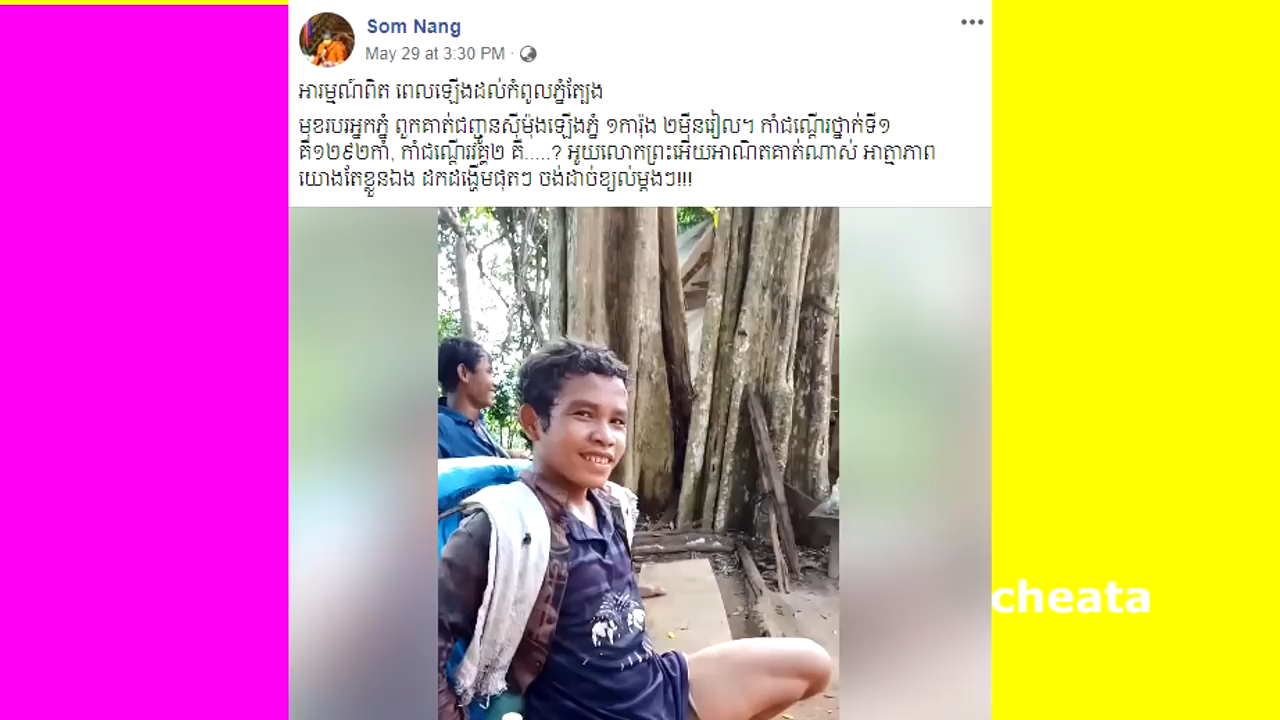 Som Nang
May 29 at 3:30 PM ·
អារម្មណ៍ពិត ពេលឡើងដល់កំពូលភ្នំត្បែង
មុខរបរអ្នកភ្នំ ពួកគាត់ជញ្ជូនស៊ីម៉ុងឡើងភ្នំ ១ការ៉ុង ២ម៉ឺនរៀល។ កាំជណ្តើរថ្នាក់ទី១
គឺ១២៩២កាំ, កាំជណ្តើរវគ្គ២ គឺ.....? អូយលោកព្រះអើយអាណិតគាត់ណាស់ អាត្មាភាព
យោងតែខ្លួនឯង ដកដង្ហើមផុតៗ ចង់ដាច់ខ្យល់ម្តងៗ!!!
cheata